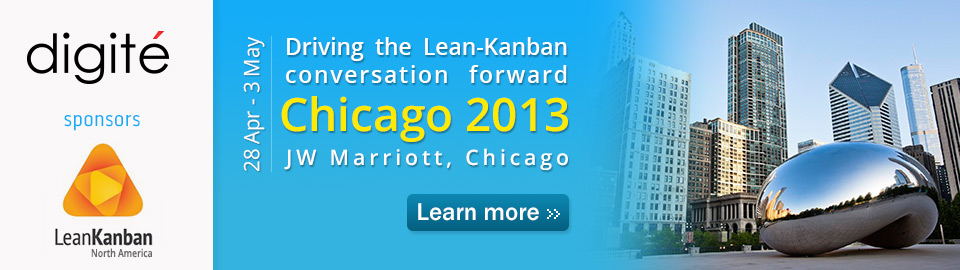 digité
sponsors
LeanKanban
North America
28 Apr - 3 May
Driving the Lean-Kanban
conversation forward
Chicago 2013
JW Marriott, Chicago
Learn more »